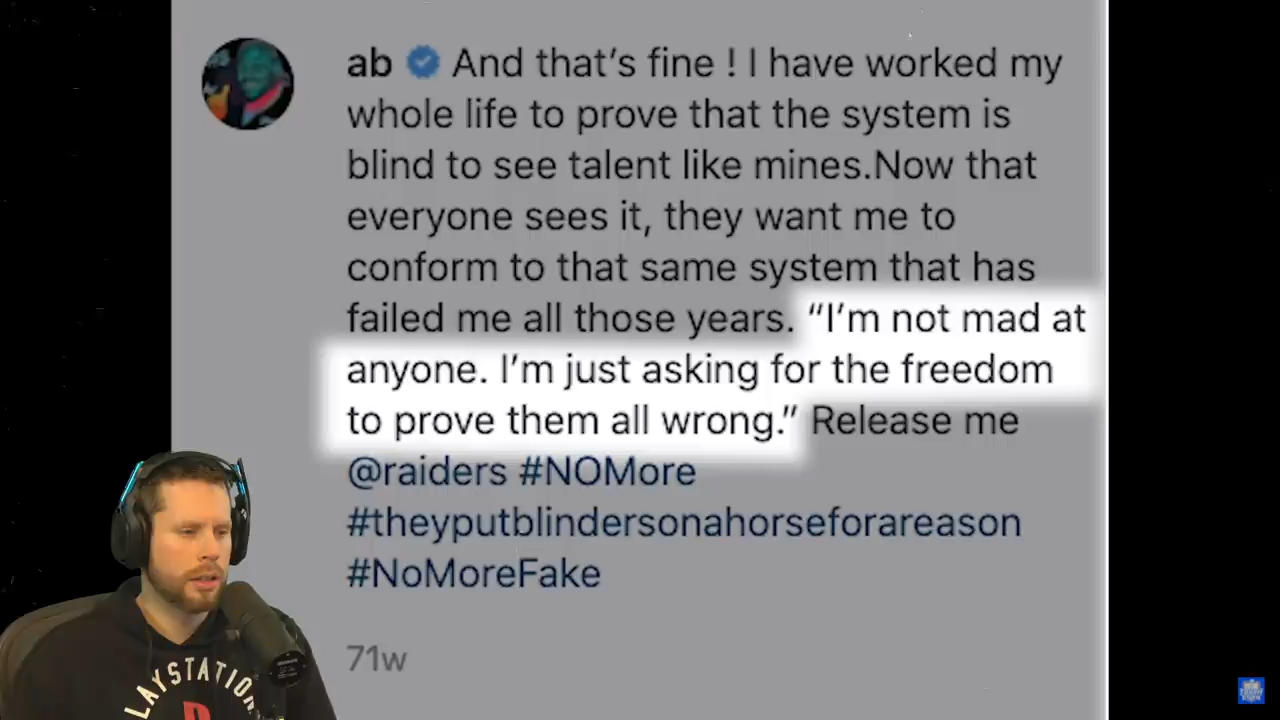 ab And that's fine ! I have worked my
whole life to prove that the system is
blind to see talent like mines.Now that
everyone sees it, they want me to
conform to that same system that has
failed me all those years. “I’m not mad at
anyone. I’m just asking for the freedom
to prove them all wrong.” Release me
@raiders #NOMore
#theyputblindersonahorseforareason
#NoMoreFake
71w
LAYSTATION